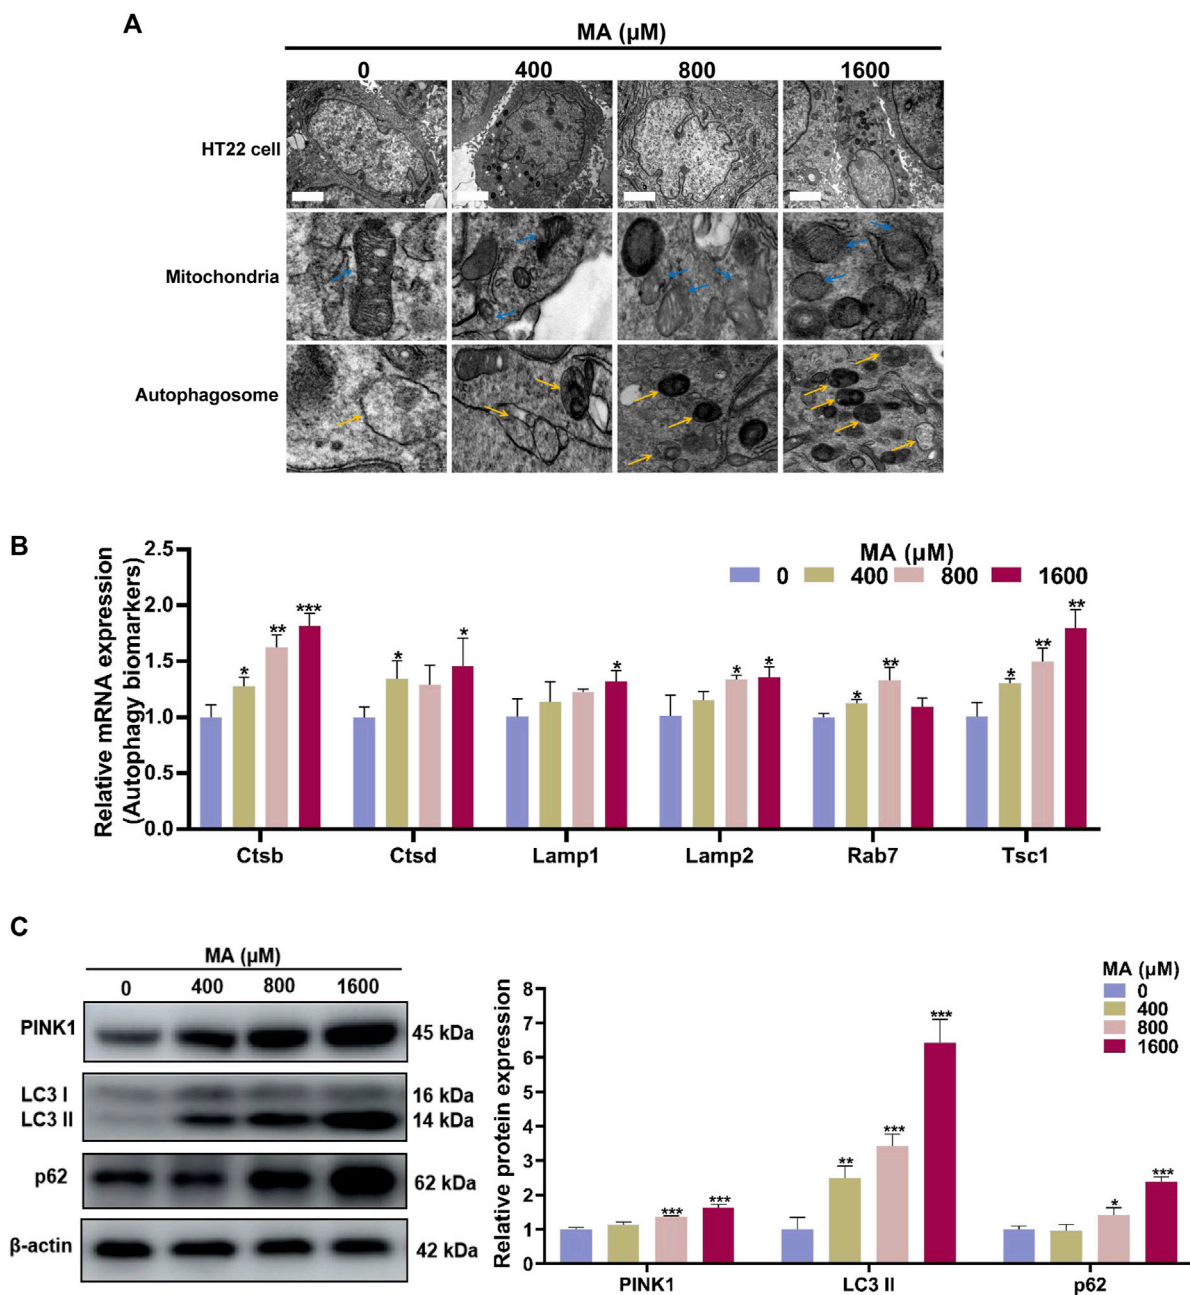 A
MA (μM)
0 400 800 1600
HT22 cell
Mitochondria
Autophagosome
B
Relative mRNA expression
(Autophagy biomarkers)
2.5
2.0
1.5
1.0
0.5
0.0
MA (μM)
0 400 800 1600
* ** ***
* *
*
* *
* **
* ** **
Ctsb Ctsd Lamp1 Lamp2 Rab7 Tsc1
C
MA (μM)
0 400 800 1600
PINK1 45 kDa
LC3 I 16 kDa
LC3 II 14 kDa
p62 62 kDa
β-actin 42 kDa
Relative protein expression
8
7
6
5
4
3
2
1
0
MA (μM)
0
400
800
1600
*** ***
** *** ***
* ***
PINK1 LC3 II p62